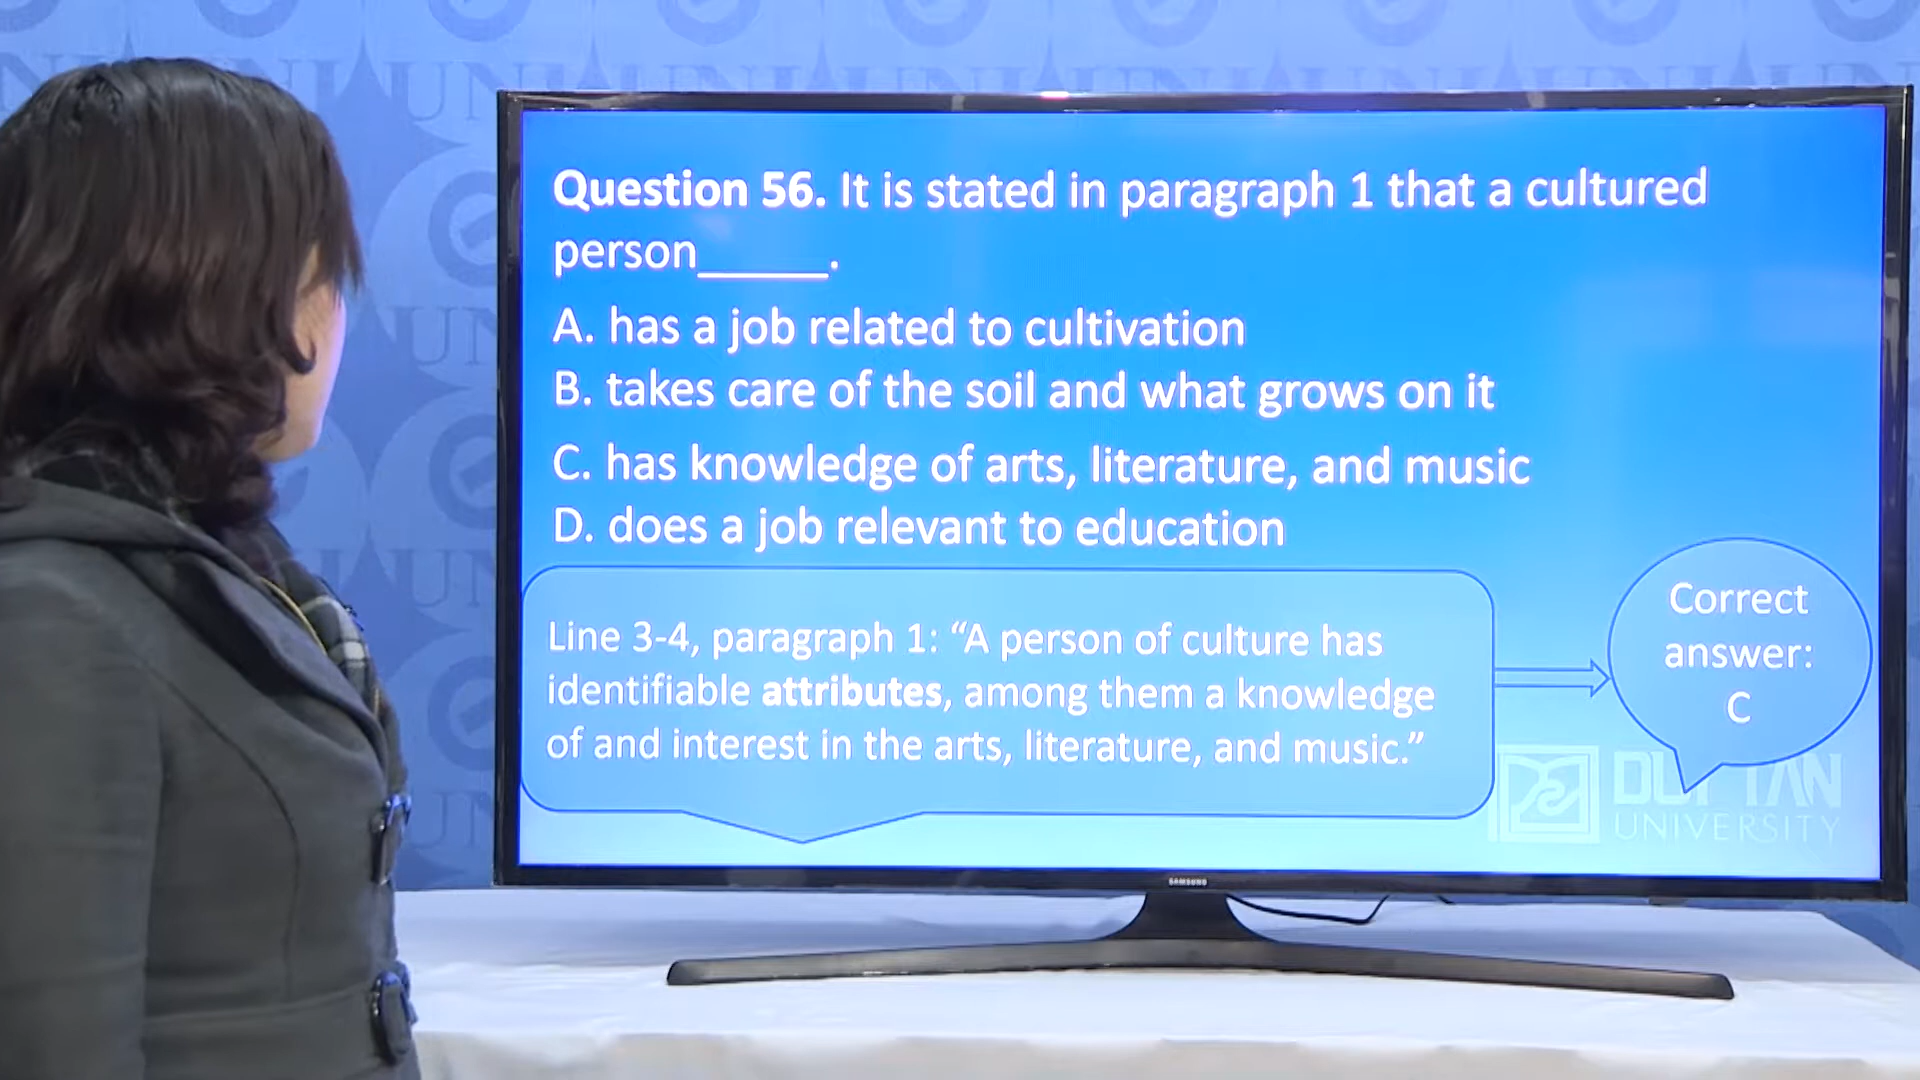 Question 56. It is stated in paragraph 1 that a cultured
person_____.
A. has a job related to cultivation
B. takes care of the soil and what grows on it
C. has knowledge of arts, literature, and music
D. does a job relevant to education
Line 3-4, paragraph 1: “A person of culture has
identifiable attributes, among them a knowledge
of and interest in the arts, literature, and music.”
Correct
answer:
C
UNIVERSITY
SAMSUNG